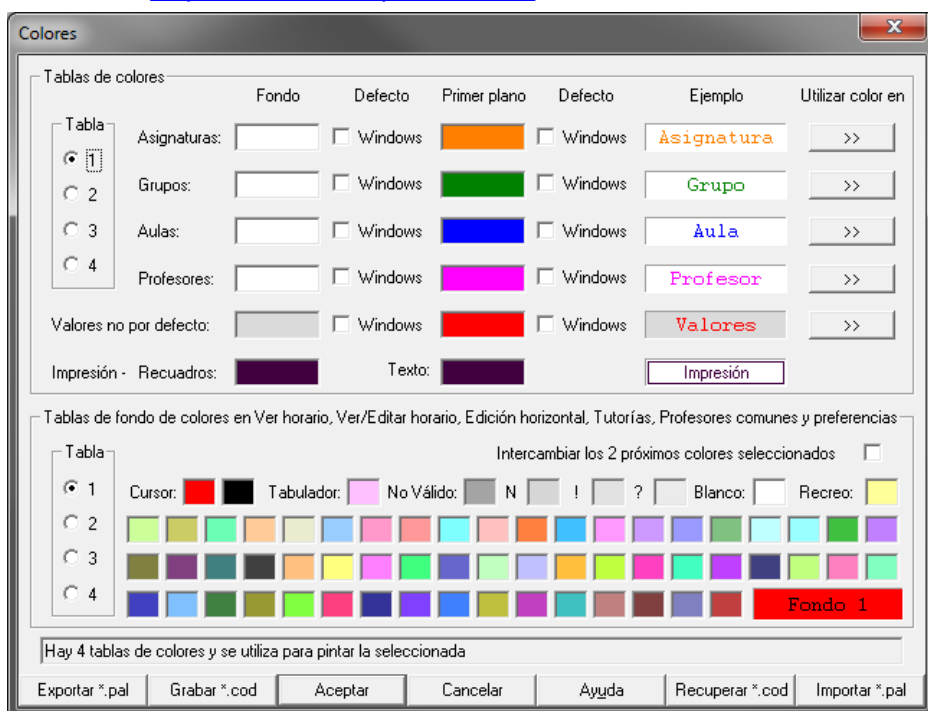 Colores
Tablas de colores
Fondo Defecto Primer plano Defecto Ejemplo Utilizar color en
Tabla
1
2
3
4
Asignaturas: Windows Windows Asignatura >>
Grupos: Windows Windows Grupo >>
Aulas: Windows Windows Aula >>
Profesores: Windows Windows Profesor >>
Valores no por defecto: Windows Windows Valores >>
Impresión - Recuadros: Texto: Impresión
Tablas de fondo de colores en Ver horario, Ver/Editar horario, Edición horizontal, Tutorías, Profesores comunes y preferencias
Tabla
Intercambiar los 2 próximos colores seleccionados
1 Cursor: Tabulador: No Válido: N ! ? Blanco: Recreo:
2
3
4 Fondo 1
Hay 4 tablas de colores y se utiliza para pintar la seleccionada
Exportar *.pal Grabar *.cod Aceptar Cancelar Ayuda Recuperar *.cod Importar *.pal